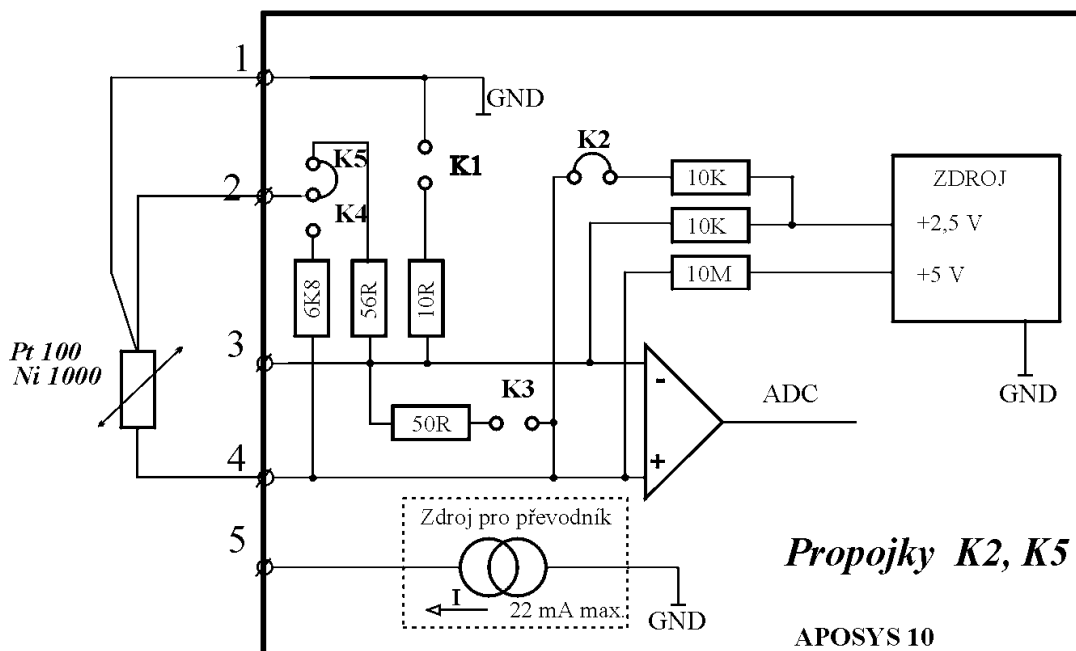 1
GND
K2
K5
K1
10K
ZDROJ
2
K4
10K
+2,5 V
10M
+5 V
6K8
56R
10R
3
Pt 100
Ni 1000
-
K3
ADC
GND
50R
4
+
Zdroj pro převodník
5
Propojky K2, K5
I
22 mA max.
GND
APOSYS 10